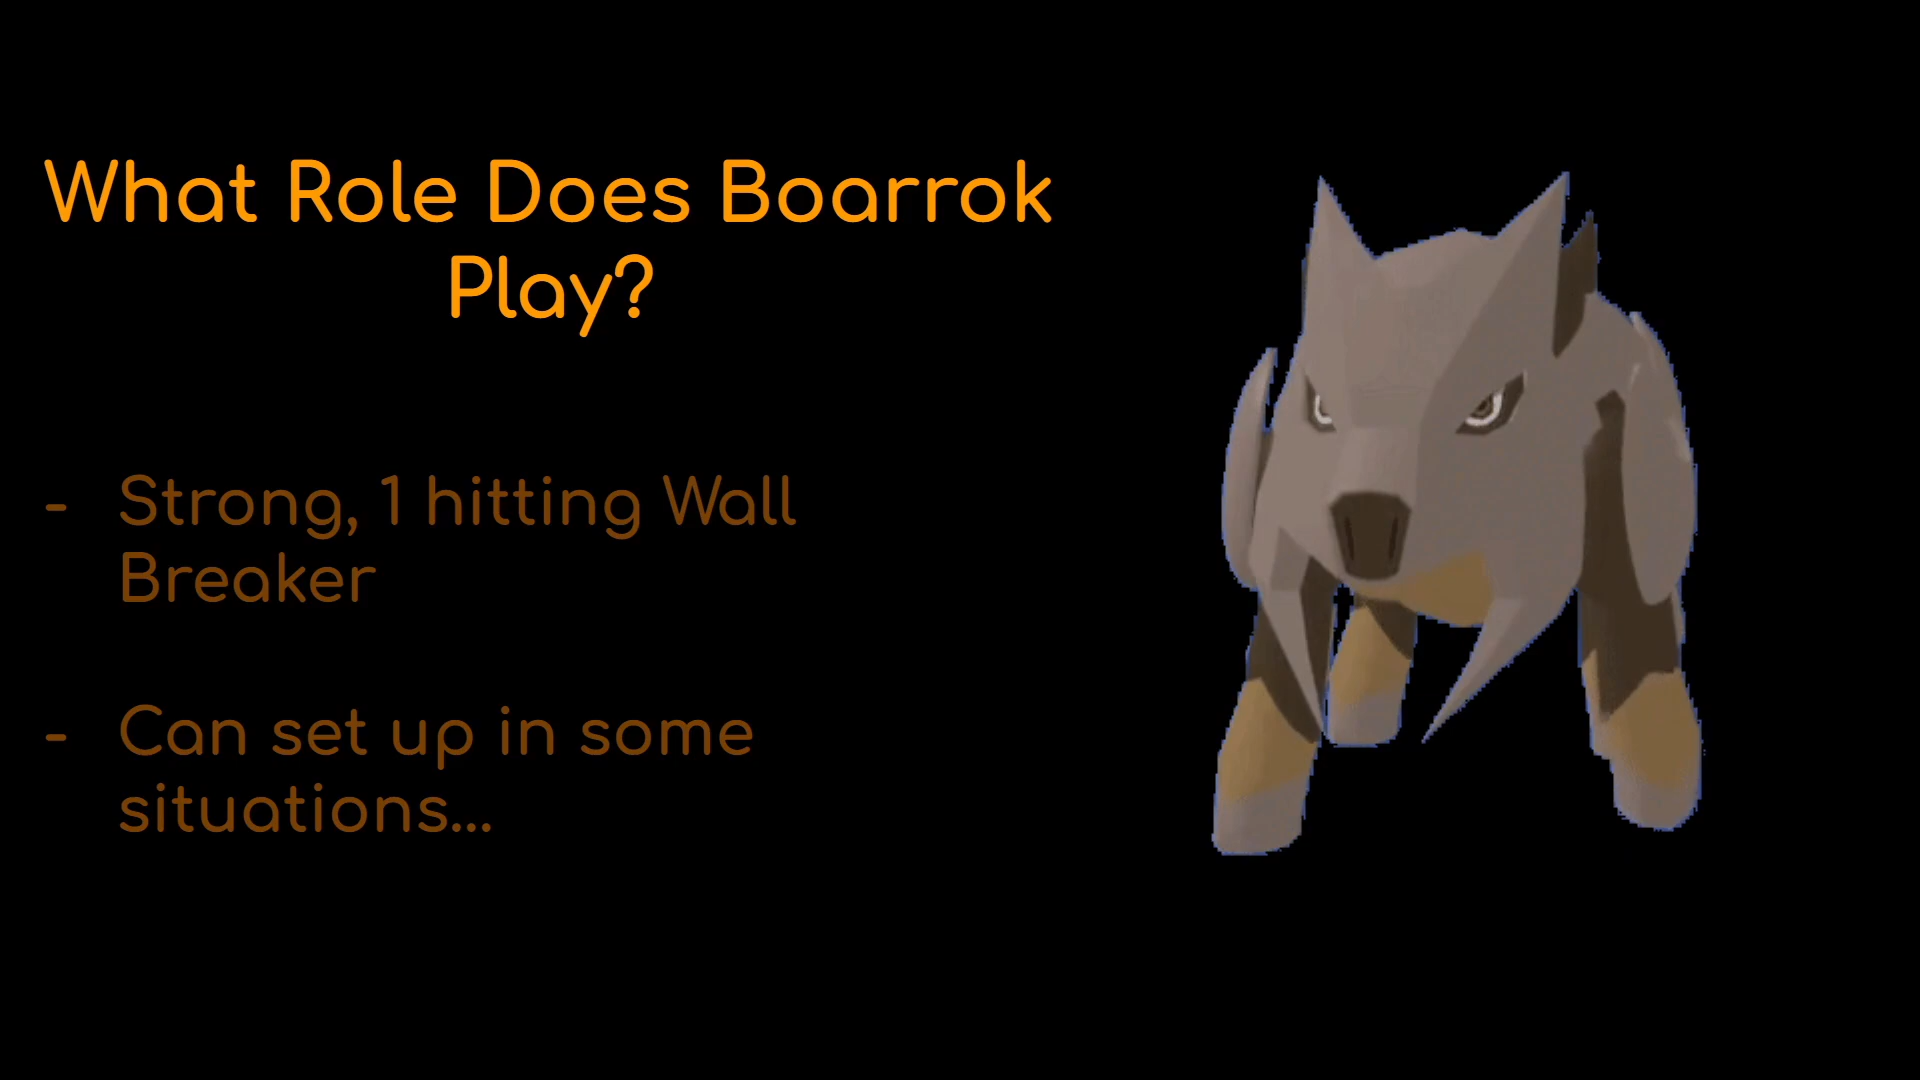 What Role Does Boarrok
Play?
- Strong, 1 hitting Wall
Breaker
- Can set up in some
situations...